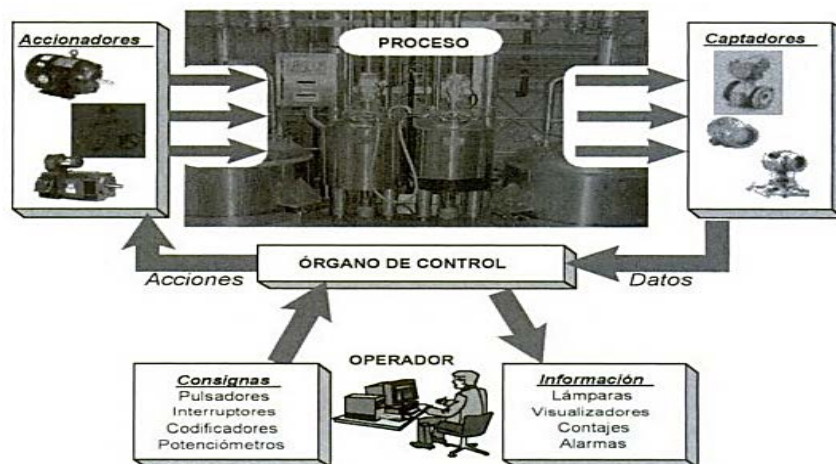 Accionadores
PROCESO
Captadores
ÓRGANO DE CONTROL
Acciones
Datos
OPERADOR
Consignas
Pulsadores
Interruptores
Codificadores
Potenciómetros
Información
Lámparas
Visualizadores
Contajes
Alarmas